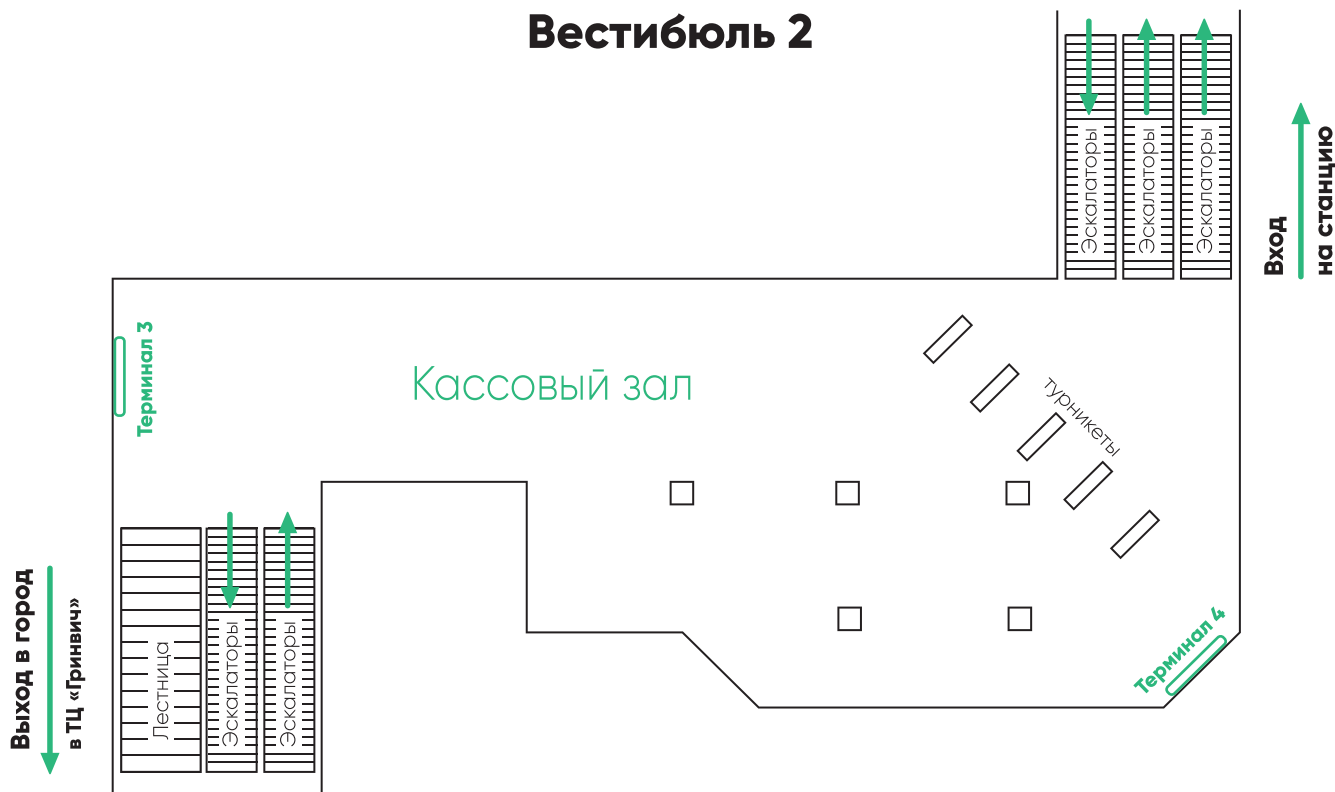 Вестибюль 2
Эскалаторы
Эскалаторы
Эскалаторы
Вход
на станцию
Терминал 3
Кассовый зал
турникеты
Выход в город
в ТЦ «Гринвич»
Лестница
Эскалаторы
Эскалаторы
Терминал 4